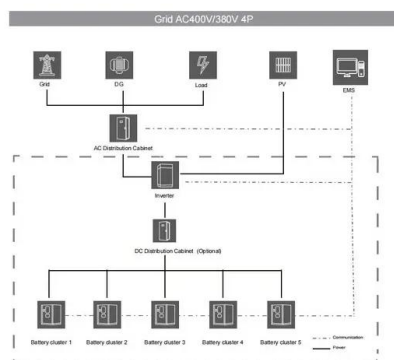 Grid AC400V/380V 4P
Grid
DG
Load
PV
EMS
AC Distribution Cabinet
Inverter
DC Distribution Cabinet (Optional)
Battery cluster 1
Battery cluster 2
Battery cluster 3
Battery cluster 4
Battery cluster 5
Communication
Power